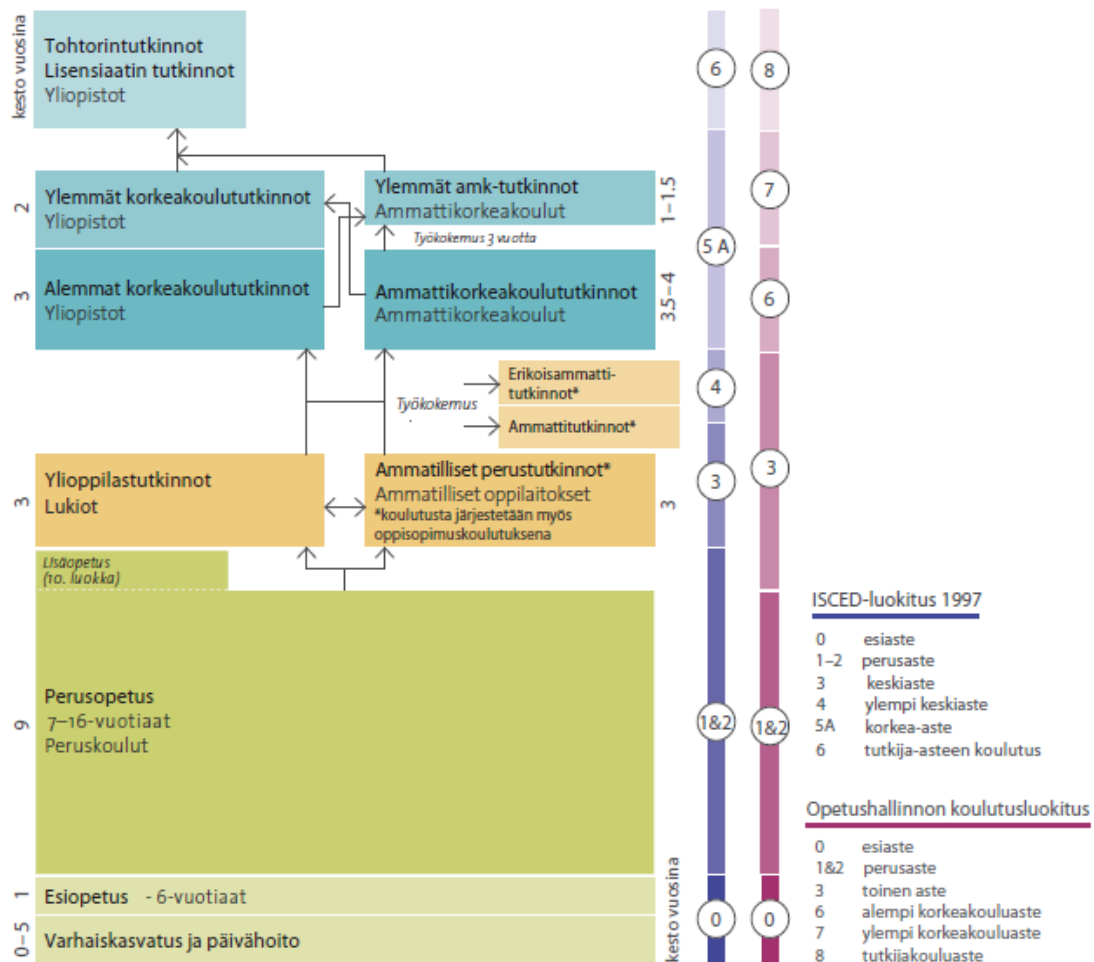 kesto vuosina
Tohtorintutkinnot
Lisensiaatin tutkinnot
Yliopistot
2
Ylemmät korkeakoulututkinnot
Yliopistot
Ylemmät amk-tutkinnot
Ammattikorkeakoulut
1–1.5
Työkokemus 3 vuotta
3
Alemmat korkeakoulututkinnot
Yliopistot
Ammattikorkeakoulututkinnot
Ammattikorkeakoulut
3.5–4
Työkokemus
Erikoisammatti-
tutkinnot*
Ammattitutkinnot*
3
Ylioppilastutkinnot
Lukiot
Ammatilliset perustutkinnot*
Ammatilliset oppilaitokset
*koulutusta järjestetään myös
oppisopimuskoulutuksena
3
Lisäopetus
(10. luokka)
9
Perusopetus
7–16-vuotiaat
Peruskoulut
1
Esiopetus - 6-vuotiaat
0–5
Varhaiskasvatus ja päivähoito
kesto vuosina
6
5 A
4
3
1&2
0
8
7
6
3
1&2
0
ISCED-luokitus 1997
0 esiaste
1–2 perusaste
3 keskiaste
4 ylempi keskiaste
5A korkea-aste
6 tutkija-asteen koulutus
Opetushallinnon koulutusluokitus
0 esiaste
1&2 perusaste
3 toinen aste
6 alempi korkeakouluaste
7 ylempi korkeakouluaste
8 tutkijakouluaste